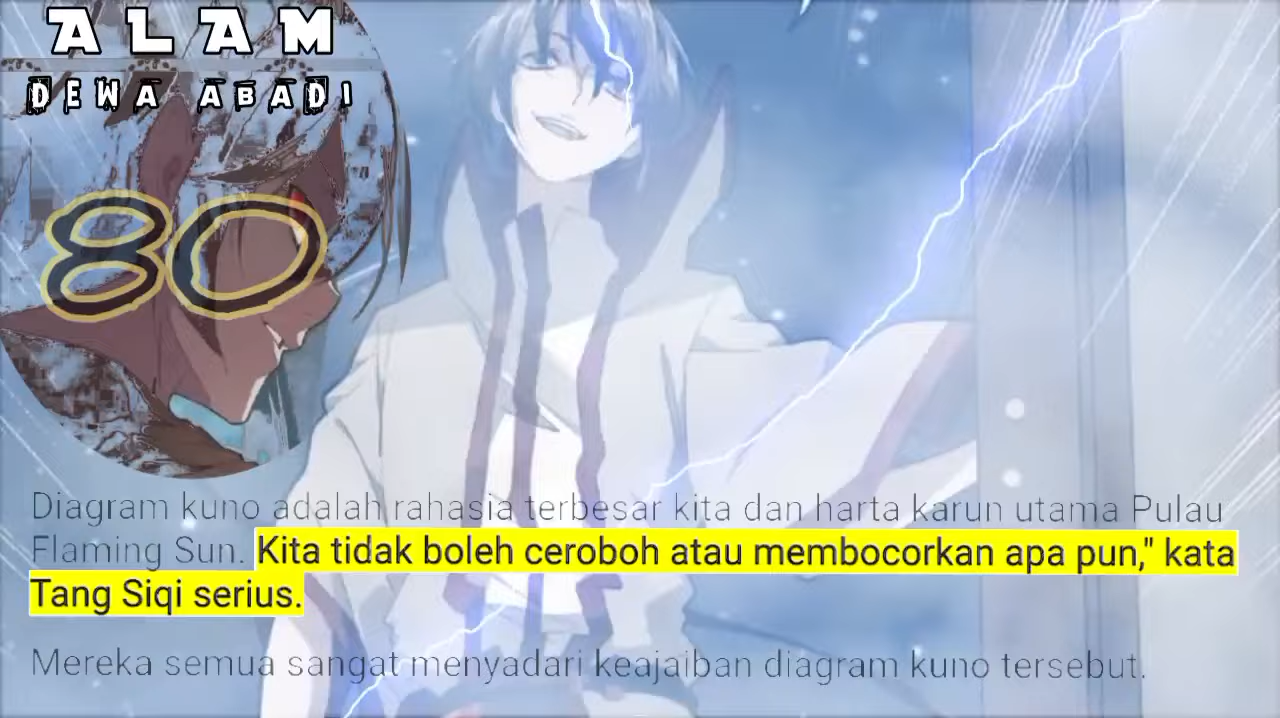 ALAM
DEWA ABADI
80
Diagram kuno adalah rahasia terbesar kita dan harta karun utama Pulau
Flaming Sun. Kita tidak boleh ceroboh atau membocorkan apa pun," kata
Tang Siqi serius.
Mereka semua sangat menyadari keajaiban diagram kuno tersebut.